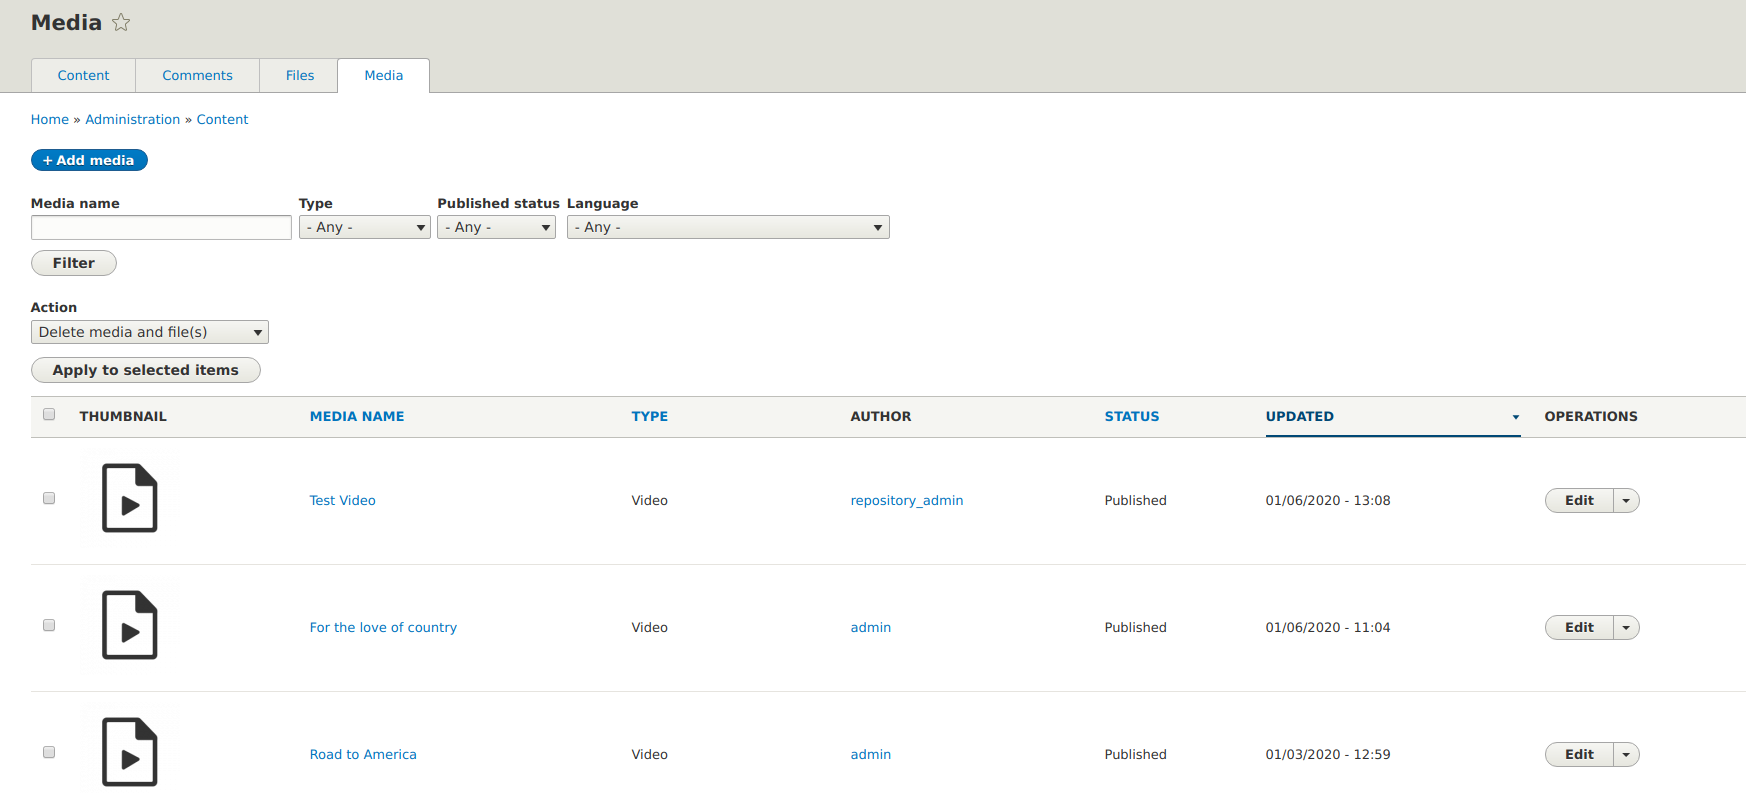 Media
Content Comments Files Media
Home » Administration » Content
+ Add media
Media name Type Published status Language
- Any - - Any - - Any -
Filter
Action
Delete media and file(s)
Apply to selected items
THUMBNAIL MEDIA NAME TYPE AUTHOR STATUS UPDATED OPERATIONS
Test Video Video repository_admin Published 01/06/2020 - 13:08 Edit
For the love of country Video admin Published 01/06/2020 - 11:04 Edit
Road to America Video admin Published 01/03/2020 - 12:59 Edit